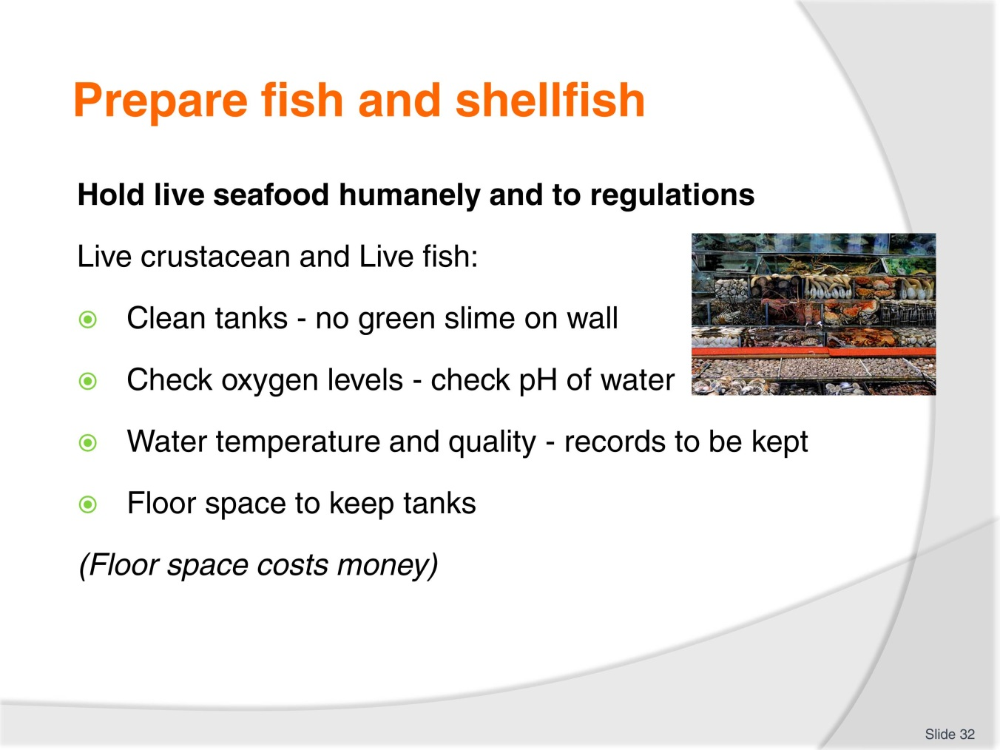 Prepare fish and shellfish
Hold live seafood humanely and to regulations
Live crustacean and Live fish:
Clean tanks - no green slime on wall
Check oxygen levels - check pH of water
Water temperature and quality - records to be kept
Floor space to keep tanks
(Floor space costs money)
Slide 32